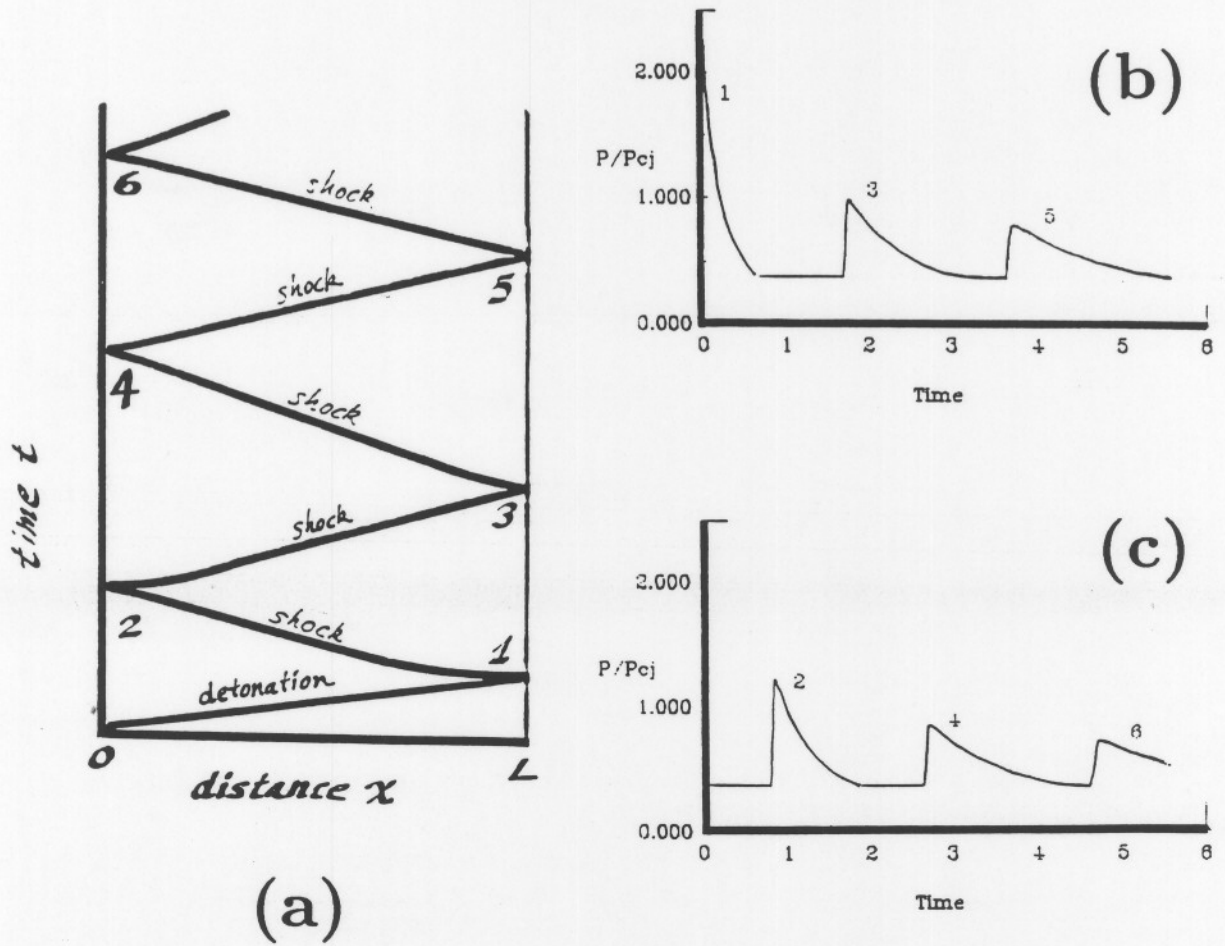 6
shock
shock
5
4
shock
time t
shock
3
2
shock
1
detonation
0
L
distance x
(a)
(b)
2.000
1
P/Pcj
1.000
3
5
0.000
0 1 2 3 4 5 6
Time
(c)
2.000
P/Pcj
2
1.000
4
6
0.000
0 1 2 3 4 5 6
Time